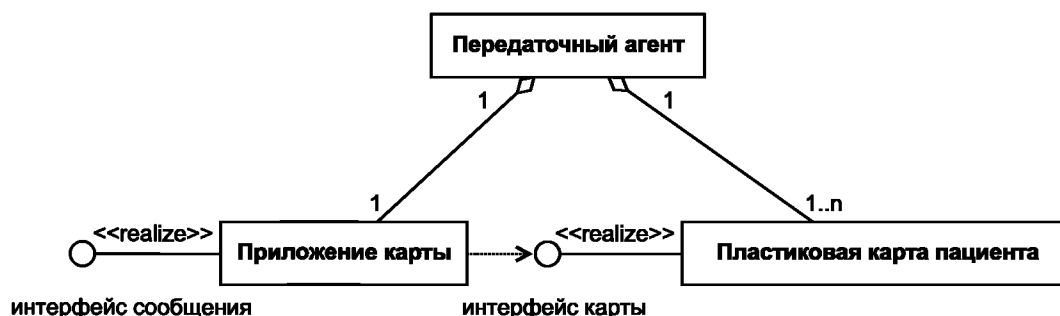 Передаточный агент
1
1
1
1..n
<<realize>>
Приложение карты
<<realize>>
Пластиковая карта пациента
интерфейс сообщения
интерфейс карты